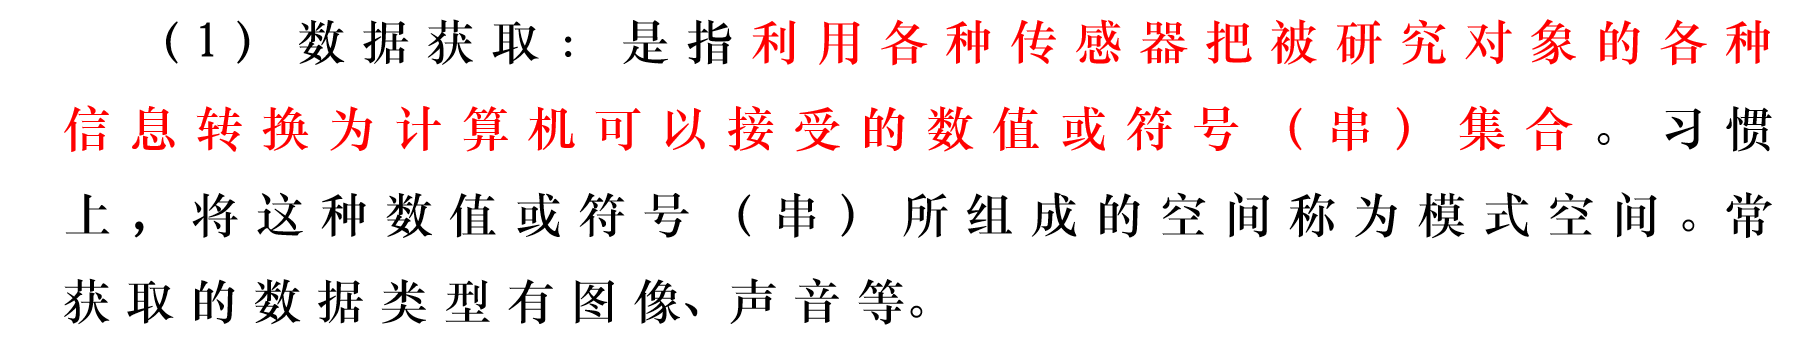 （1）数据获取：是指利用各种传感器把被研究对象的各种
信息转换为计算机可以接受的数值或符号（串）集合。习惯
上，将这种数值或符号（串）所组成的空间称为模式空间。常
获取的数据类型有图像、声音等。